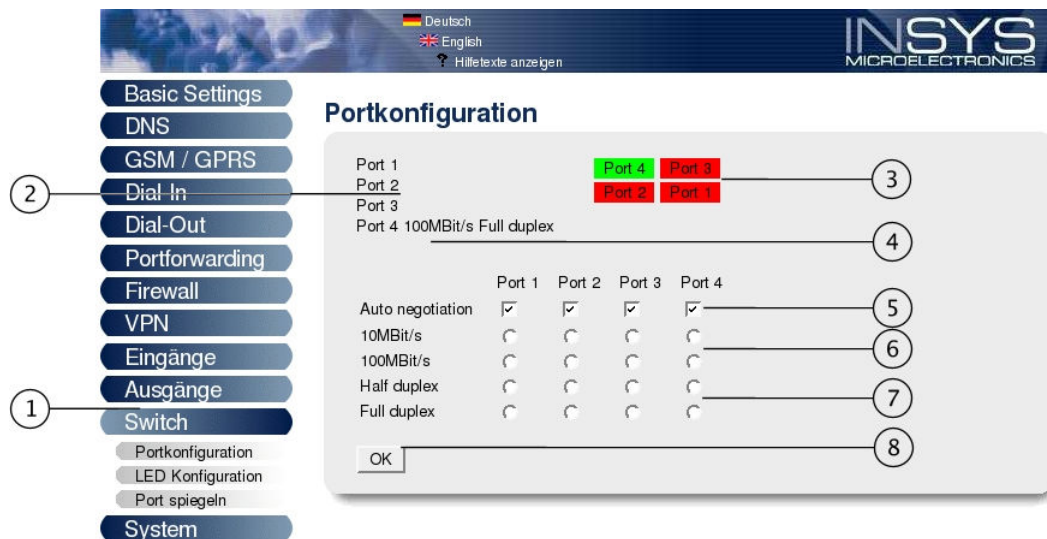 Deutsch
English
? Hilfetexte anzeigen
INSYS
MICROELECTRONICS
Basic Settings
DNS
GSM / GPRS
Dial-In
Dial-Out
Portforwarding
Firewall
VPN
Eingänge
Ausgänge
Switch
Portkonfiguration
LED Konfiguration
Port spiegeln
System
1
2
Portkonfiguration
Port 1
Port 2
Port 3
Port 4 100MBit/s Full duplex
Port 4 Port 3
Port 2 Port 1
3
4
Port 1 Port 2 Port 3 Port 4
Auto negotiation
10MBit/s
100MBit/s
Half duplex
Full duplex
OK
5
6
7
8